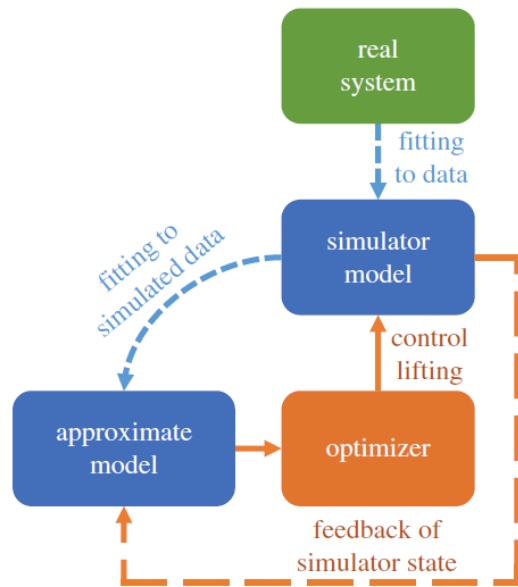 real
system
fitting
to data
simulator
model
fitting to
simulated data
control
lifting
approximate
model
optimizer
feedback of
simulator state